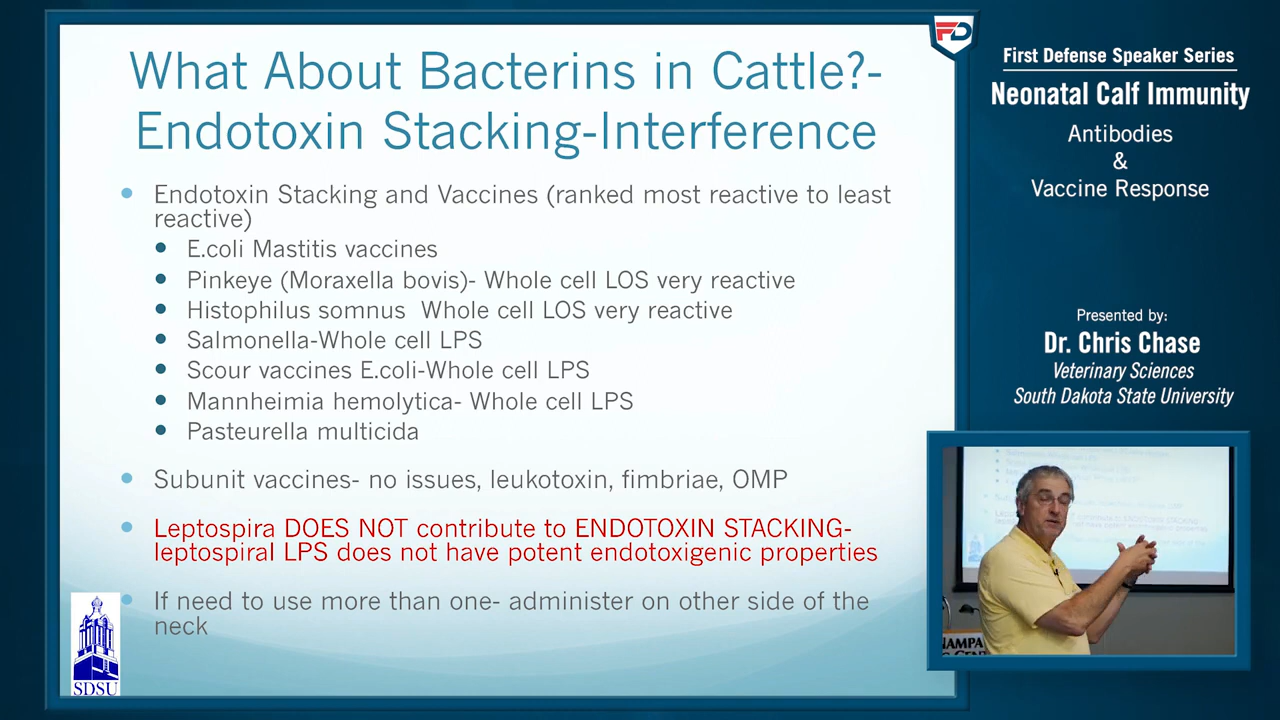 What About Bacterins in Cattle?-
Endotoxin Stacking-Interference
Endotoxin Stacking and Vaccines (ranked most reactive to least
reactive)
E.coli Mastitis vaccines
Pinkeye (Moraxella bovis)- Whole cell LOS very reactive
Histophilus somnus Whole cell LOS very reactive
Salmonella-Whole cell LPS
Scour vaccines E.coli-Whole cell LPS
Mannheimia hemolytica- Whole cell LPS
Pasteurella multicida
Subunit vaccines- no issues, leukotoxin, fimbriae, OMP
Leptospira DOES NOT contribute to ENDOTOXIN STACKING-
leptospiral LPS does not have potent endotoxigenic properties
If need to use more than one- administer on other side of the
neck
SDSU
FD
First Defense Speaker Series
Neonatal Calf Immunity
Antibodies
&
Vaccine Response
Presented by:
Dr. Chris Chase
Veterinary Sciences
South Dakota State University
NAMPA